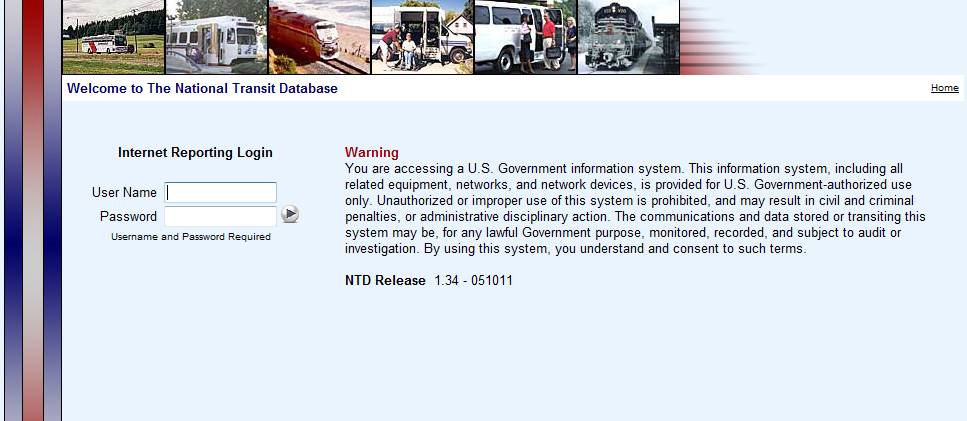 Welcome to The National Transit Database
Home
Internet Reporting Login
User Name
Password
Username and Password Required
Warning
You are accessing a U.S. Government information system. This information system, including all
related equipment, networks, and network devices, is provided for U.S. Government-authorized use
only. Unauthorized or improper use of this system is prohibited, and may result in civil and criminal
penalties, or administrative disciplinary action. The communications and data stored or transiting this
system may be, for any lawful Government purpose, monitored, recorded, and subject to audit or
investigation. By using this system, you understand and consent to such terms.
NTD Release 1.34 - 051011